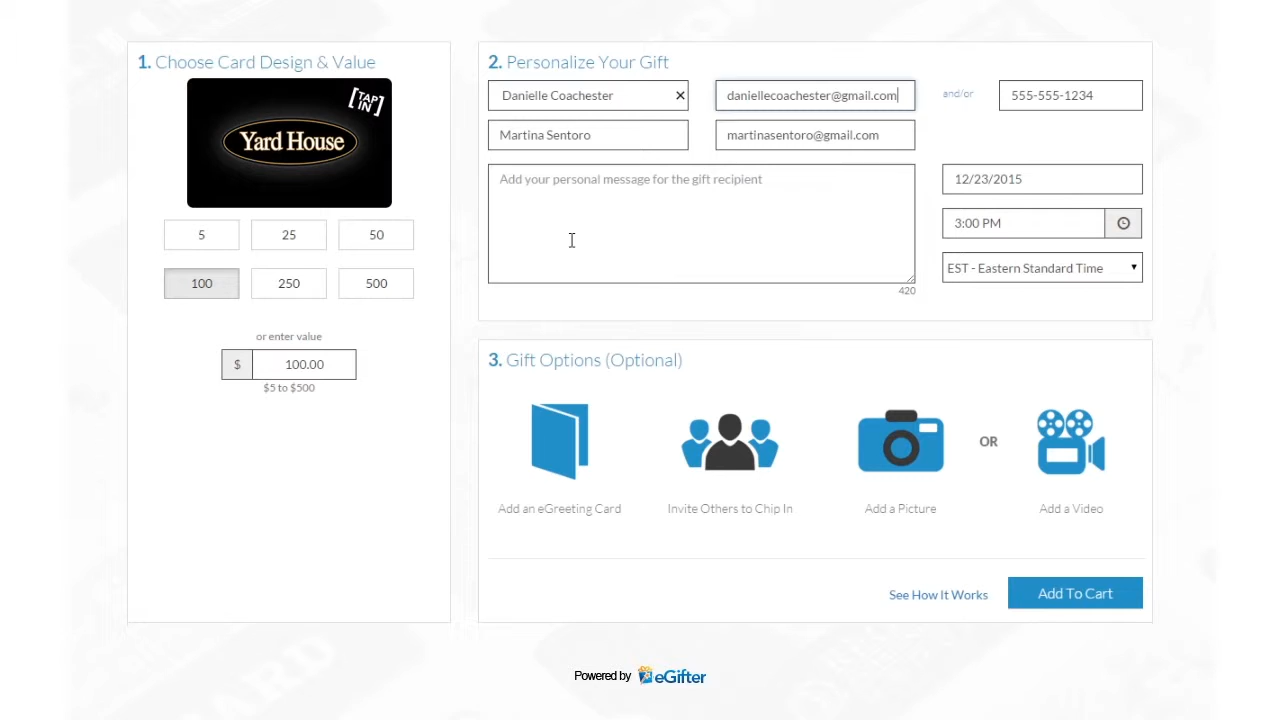 1. Choose Card Design & Value
[TAP IN]
Yard House
5
25
50
100
250
500
or enter value
$
100.00
$5 to $500
2. Personalize Your Gift
Danielle Coachester
daniellecoachester@gmail.com
and/or
555-555-1234
Martina Sentoro
martinasentoro@gmail.com
Add your personal message for the gift recipient
420
12/23/2015
3:00 PM
EST - Eastern Standard Time
3. Gift Options (Optional)
OR
Add an eGreeting Card
Invite Others to Chip In
Add a Picture
Add a Video
See How It Works
Add To Cart
Powered by eGifter